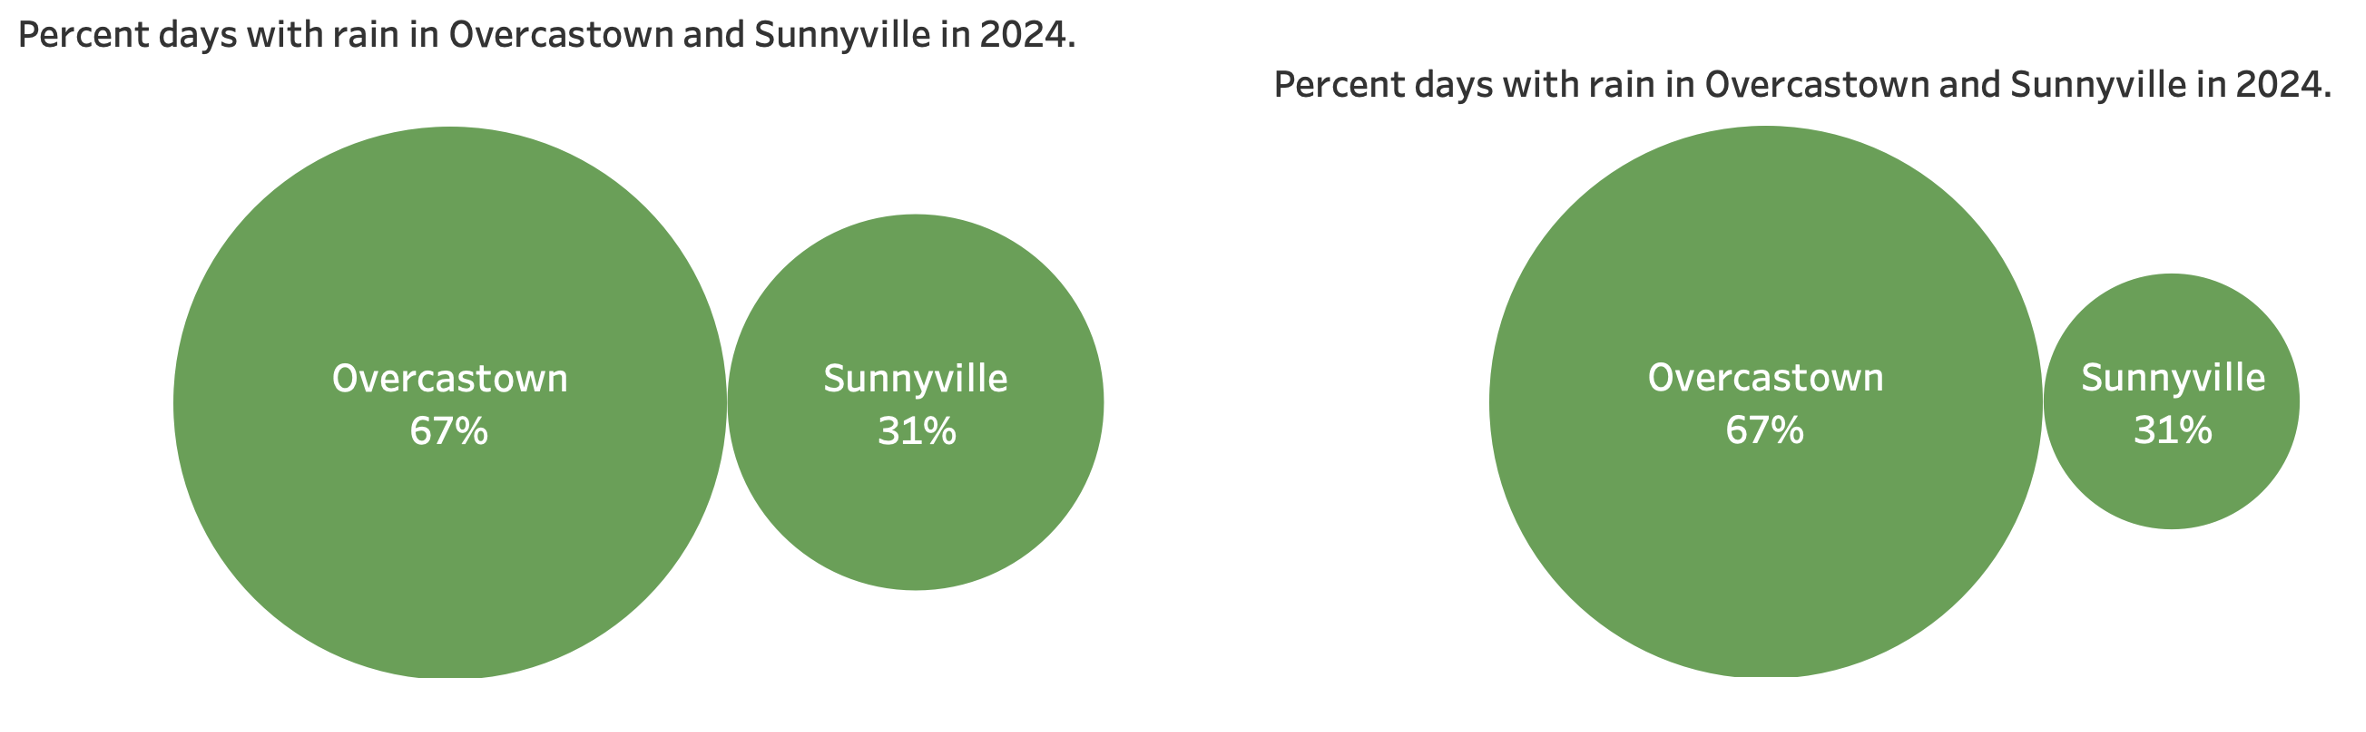 Percent days with rain in Overcastown and Sunnyville in 2024.
Overcastown
67%
Sunnyville
31%
Percent days with rain in Overcastown and Sunnyville in 2024.
Overcastown
67%
Sunnyville
31%